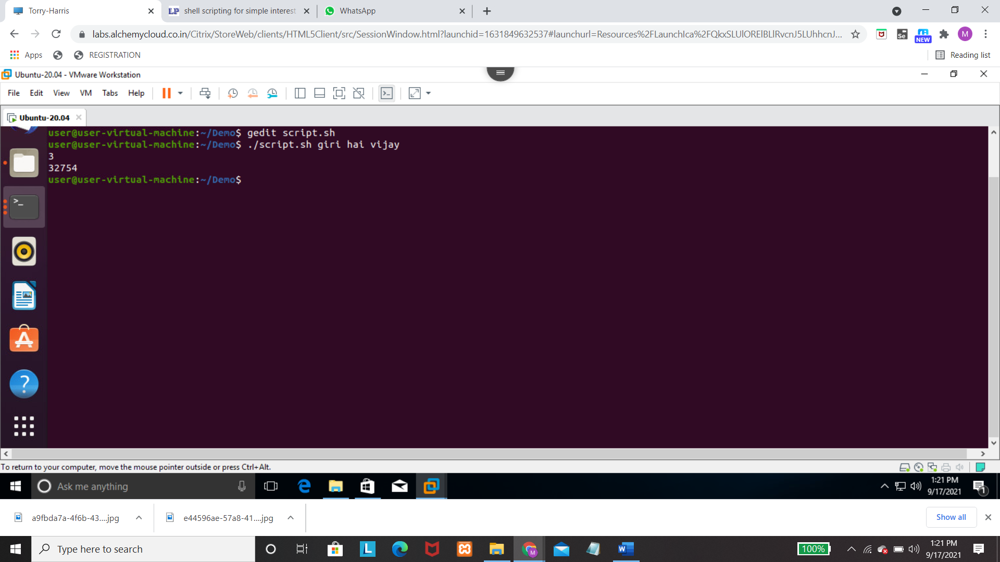 Torry-Harris
LP shell scripting for simple interest
WhatsApp
labs.alchemycloud.co.in/Citrix/StoreWeb/clients/HTML5Client/src/SessionWindow.html?launchid=1631849632537#launchurl=Resources%2FLaunchIca%2FQkxSLUlORElBLlRvcnJ5LUhhcnJ...
Se
NEW
M
Apps
REGISTRATION
Reading list
Ubuntu-20.04 - VMware Workstation
File Edit View VM Tabs Help
Ubuntu-20.04
user@user-virtual-machine:~/Demo$ gedit script.sh
user@user-virtual-machine:~/Demo$ ./script.sh giri hai vijay
3
32754
user@user-virtual-machine:~/Demo$
To return to your computer, move the mouse pointer outside or press Ctrl+Alt.
Ask me anything
1:21 PM
9/17/2021
1
a9fbda7a-4f6b-43....jpg
e44596ae-57a8-41....jpg
Show all
Type here to search
L
M
W
100%
1:21 PM
9/17/2021